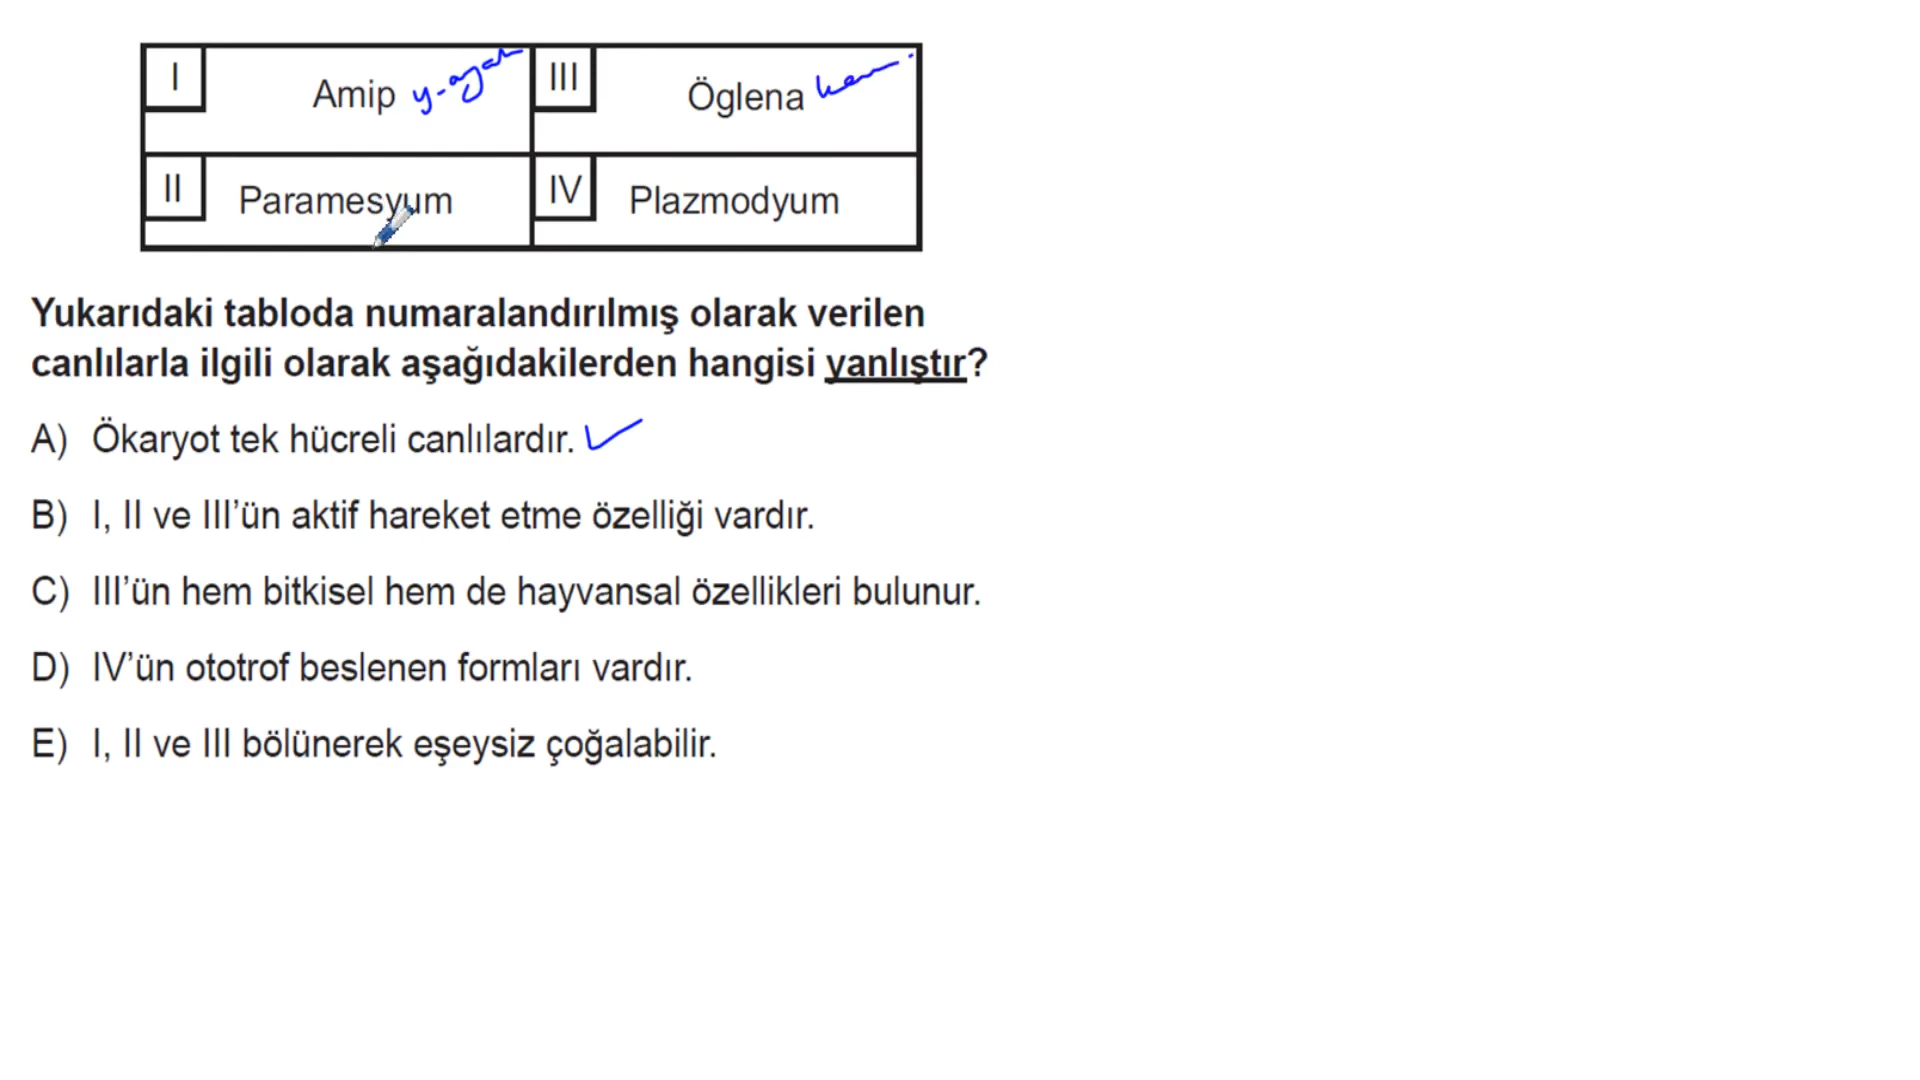 I
Amip y-ayak
III
Öglena
II
Paramesyum
IV
Plazmodyum
Yukarıdaki tabloda numaralandırılmış olarak verilen
canlılarla ilgili olarak aşağıdakilerden hangisi yanlıştır?
A) Ökaryot tek hücreli canlılardır.
B) I, II ve III’ün aktif hareket etme özelliği vardır.
C) III’ün hem bitkisel hem de hayvansal özellikleri bulunur.
D) IV’ün ototrof beslenen formları vardır.
E) I, II ve III bölünerek eşeysiz çoğalabilir.